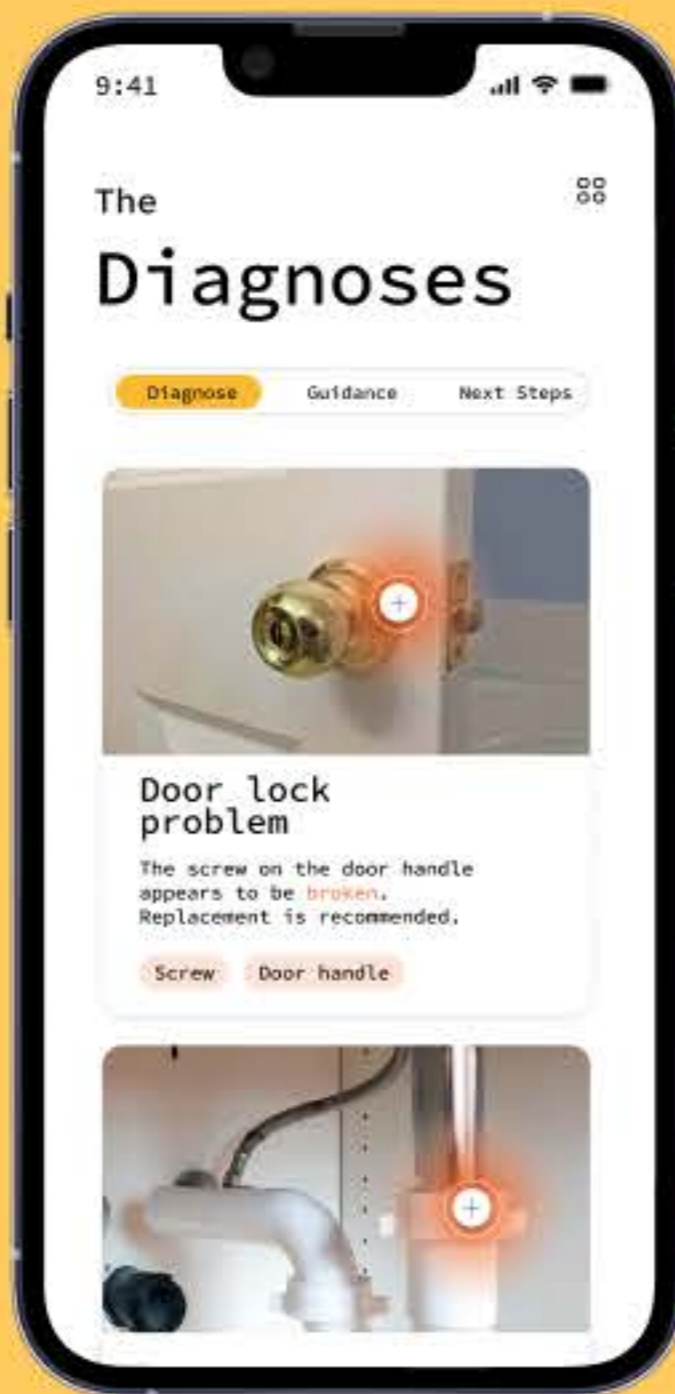 9:41
The
Diagnoses
Diagnose Guidance Next Steps
Door lock
problem
The screw on the door handle
appears to be broken.
Replacement is recommended.
Screw Door handle